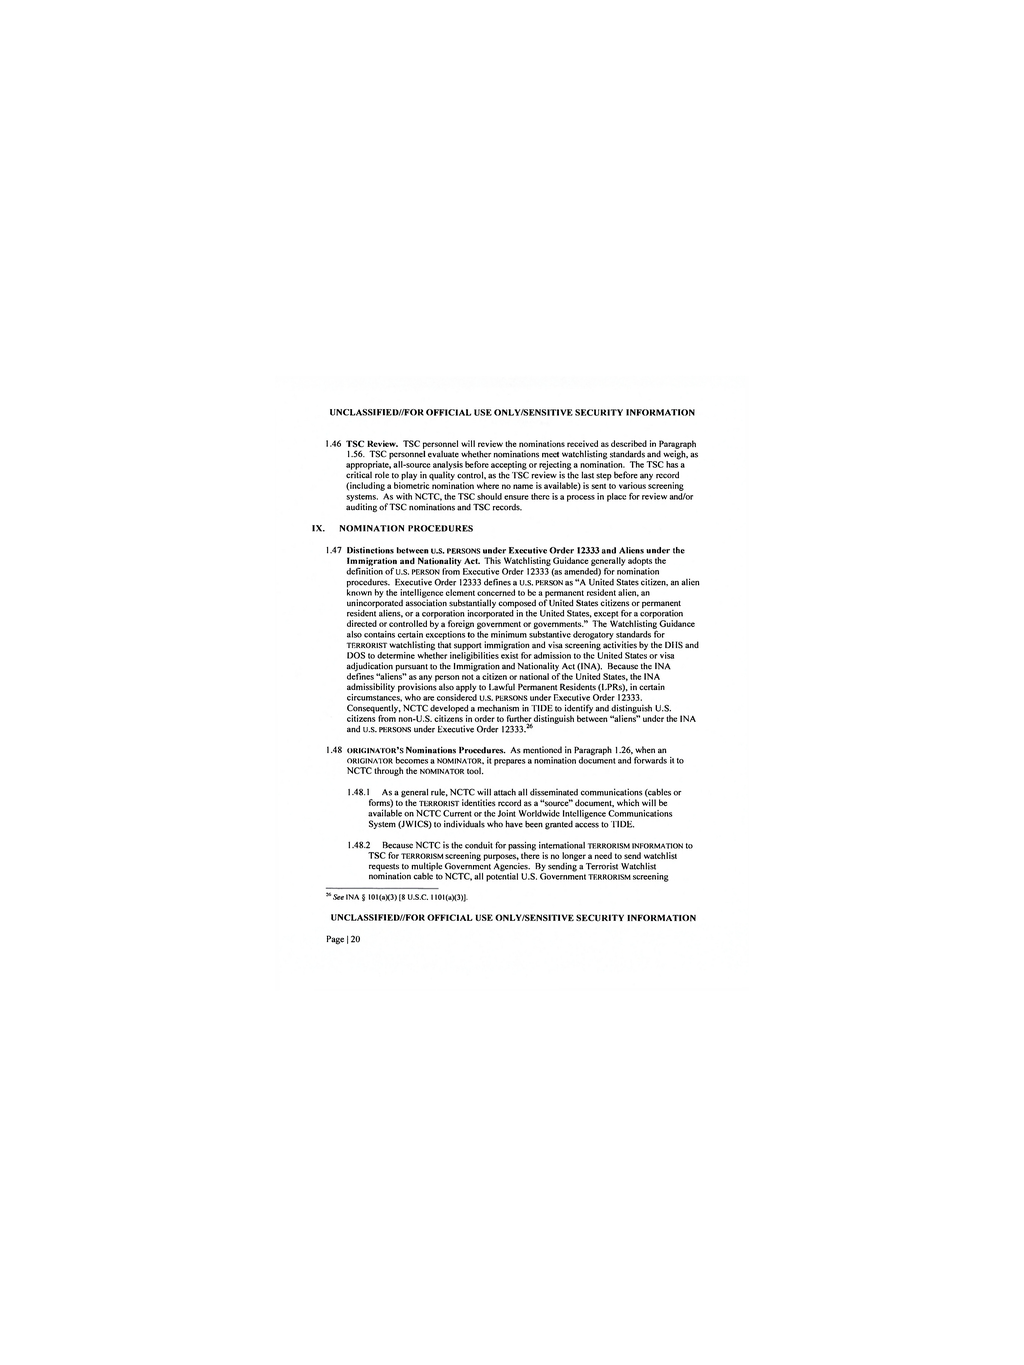 UNCLASSIFIED//FOR OFFICIAL USE ONLY/SENSITIVE SECURITY INFORMATION
1.46 TSC Review. TSC personnel will review the nominations received as described in Paragraph
1.56. TSC personnel evaluate whether nominations meet watchlisting standards and weigh, as
appropriate, all-source analysis before accepting or rejecting a nomination. The TSC has a
critical role to play in quality control, as the TSC review is the last step before any record
(including a biometric nomination where no name is available) is sent to various screening
systems. As with NCTC, the TSC should ensure there is a process in place for review and/or
auditing of TSC nominations and TSC records.
IX. NOMINATION PROCEDURES
1.47 Distinctions between U.S. PERSONS under Executive Order 12333 and Aliens under the
Immigration and Nationality Act. This Watchlisting Guidance generally adopts the
definition of U.S. PERSON from Executive Order 12333 (as amended) for nomination
procedures. Executive Order 12333 defines a U.S. PERSON as "A United States citizen, an alien
known by the intelligence element concerned to be a permanent resident alien, an
unincorporated association substantially composed of United States citizens or permanent
resident aliens, or a corporation incorporated in the United States, except for a corporation
directed or controlled by a foreign government or governments." The Watchlisting Guidance
also contains certain exceptions to the minimum substantive derogatory standards for
TERRORIST watchlisting that support immigration and visa screening activities by the DHS and
DOS to determine whether ineligibilities exist for admission to the United States or visa
adjudication pursuant to the Immigration and Nationality Act (INA). Because the INA
defines "aliens" as any person not a citizen or national of the United States, the INA
admissibility provisions also apply to Lawful Permanent Residents (LPRs), in certain
circumstances, who are considered U.S. PERSONS under Executive Order 12333.
Consequently, NCTC developed a mechanism in TIDE to identify and distinguish U.S.
citizens from non-U.S. citizens in order to further distinguish between "aliens" under the INA
and U.S. PERSONS under Executive Order 12333.26
1.48 ORIGINATOR'S Nominations Procedures. As mentioned in Paragraph 1.26, when an
ORIGINATOR becomes a NOMINATOR, it prepares a nomination document and forwards it to
NCTC through the NOMINATOR tool.
1.48.1 As a general rule, NCTC will attach all disseminated communications (cables or
forms) to the TERRORIST identities record as a "source" document, which will be
available on NCTC Current or the Joint Worldwide Intelligence Communications
System (JWICS) to individuals who have been granted access to TIDE.
1.48.2 Because NCTC is the conduit for passing international TERRORISM INFORMATION to
TSC for TERRORISM screening purposes, there is no longer a need to send watchlist
requests to multiple Government Agencies. By sending a Terrorist Watchlist
nomination cable to NCTC, all potential U.S. Government TERRORISM screening
26 See INA § 101(a)(3) [8 U.S.C. 1101(a)(3)].
UNCLASSIFIED//FOR OFFICIAL USE ONLY/SENSITIVE SECURITY INFORMATION
Page | 20